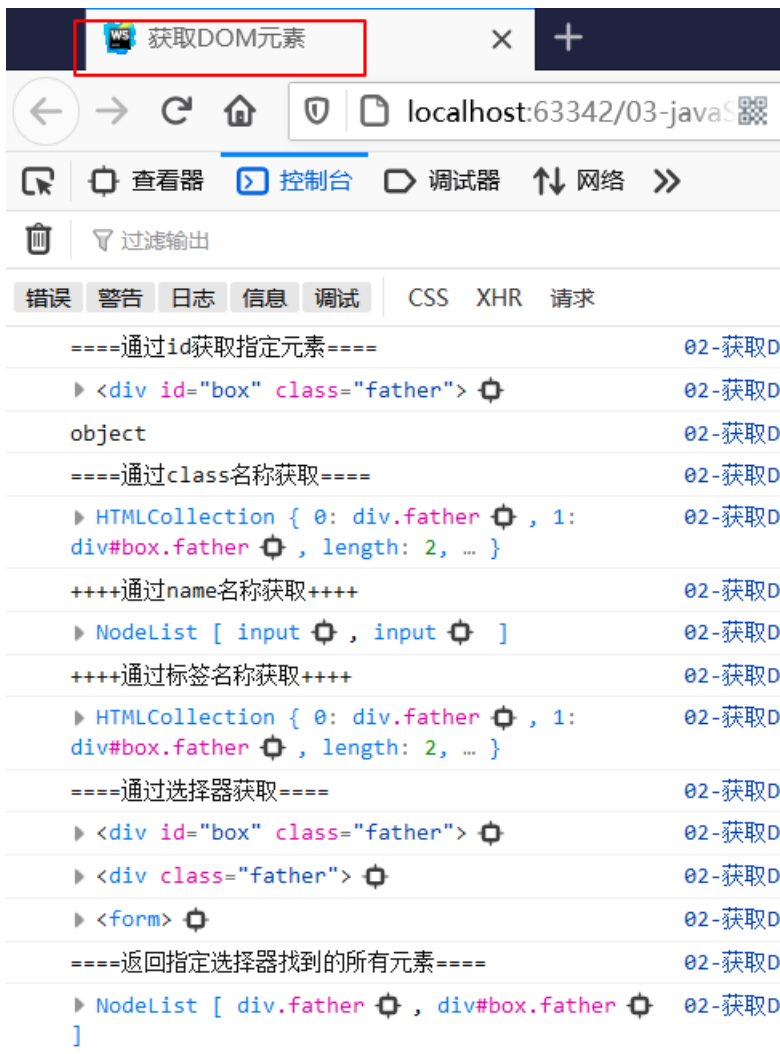 WS 获取DOM元素
localhost:63342/03-javaS
查看器 控制台 调试器 网络
过滤输出
错误 警告 日志 信息 调试 CSS XHR 请求
====通过id获取指定元素==== 02-获取D
<div id="box" class="father"> 02-获取D
object 02-获取D
====通过class名称获取==== 02-获取D
HTMLCollection { 0: div.father , 1: 02-获取D
div#box.father , length: 2, … }
++++通过name名称获取++++ 02-获取D
NodeList [ input , input ] 02-获取D
++++通过标签名称获取++++ 02-获取D
HTMLCollection { 0: div.father , 1: 02-获取D
div#box.father , length: 2, … }
====通过选择器获取==== 02-获取D
<div id="box" class="father"> 02-获取D
<div class="father"> 02-获取D
<form> 02-获取D
====返回指定选择器找到的所有元素==== 02-获取D
NodeList [ div.father , div#box.father 02-获取D
]